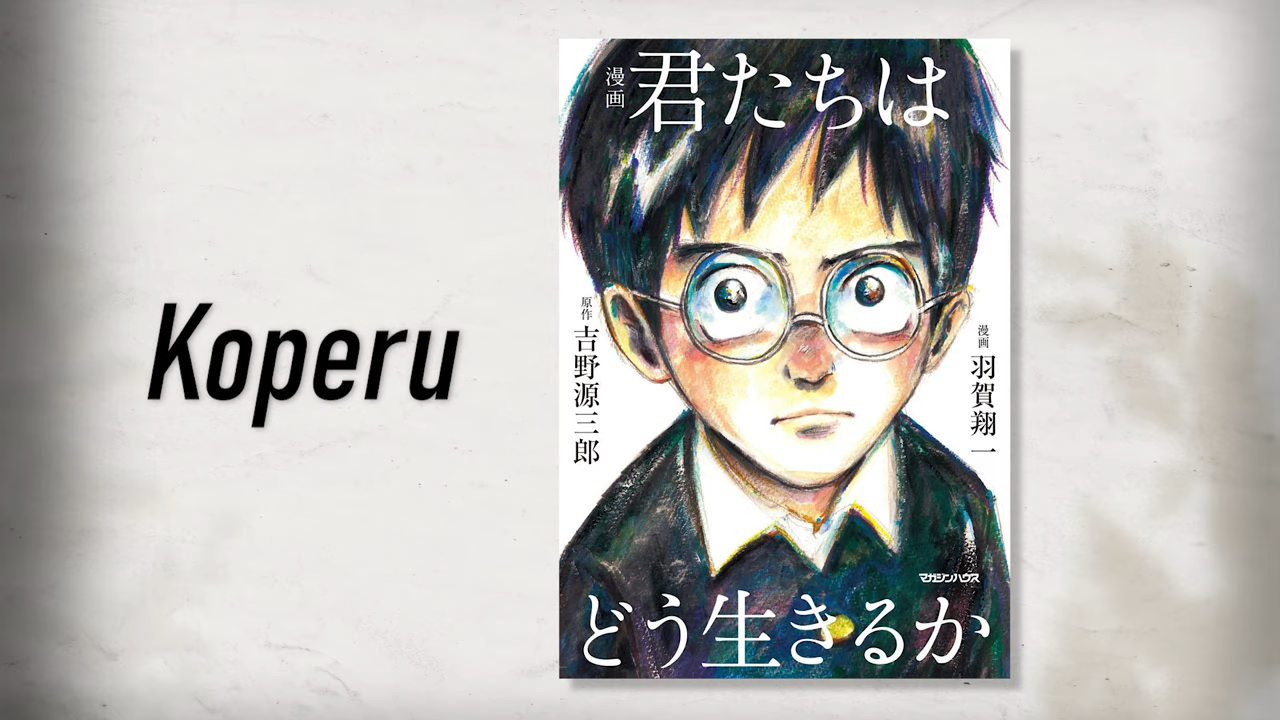 Koperu
漫画
君たちは
原作
吉野源三郎
漫画
羽賀翔一
マガジンハウス
どう生きるか